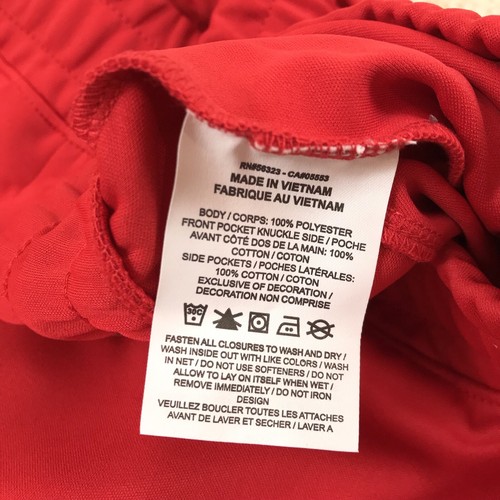 RN#56323 - CA#05553
MADE IN VIETNAM
FABRIQUE AU VIETNAM
BODY / CORPS: 100% POLYESTER
FRONT POCKET KNUCKLE SIDE / POCHE
AVANT CÔTÉ DOS DE LA MAIN: 100%
COTTON / COTON
SIDE POCKETS / POCHES LATÉRALES:
100% COTTON / COTON
EXCLUSIVE OF DECORATION /
DECORATION NON COMPRISE
FASTEN ALL CLOSURES TO WASH AND DRY /
WASH INSIDE OUT WITH LIKE COLORS / WASH
IN NET / DO NOT USE SOFTENERS / DO NOT
ALLOW TO LAY ON ITSELF WHEN WET /
REMOVE IMMEDIATELY / DO NOT IRON
DESIGN
VEUILLEZ BOUCLER TOUTES LES ATTACHES
AVANT DE LAVER ET SECHER / LAVER A